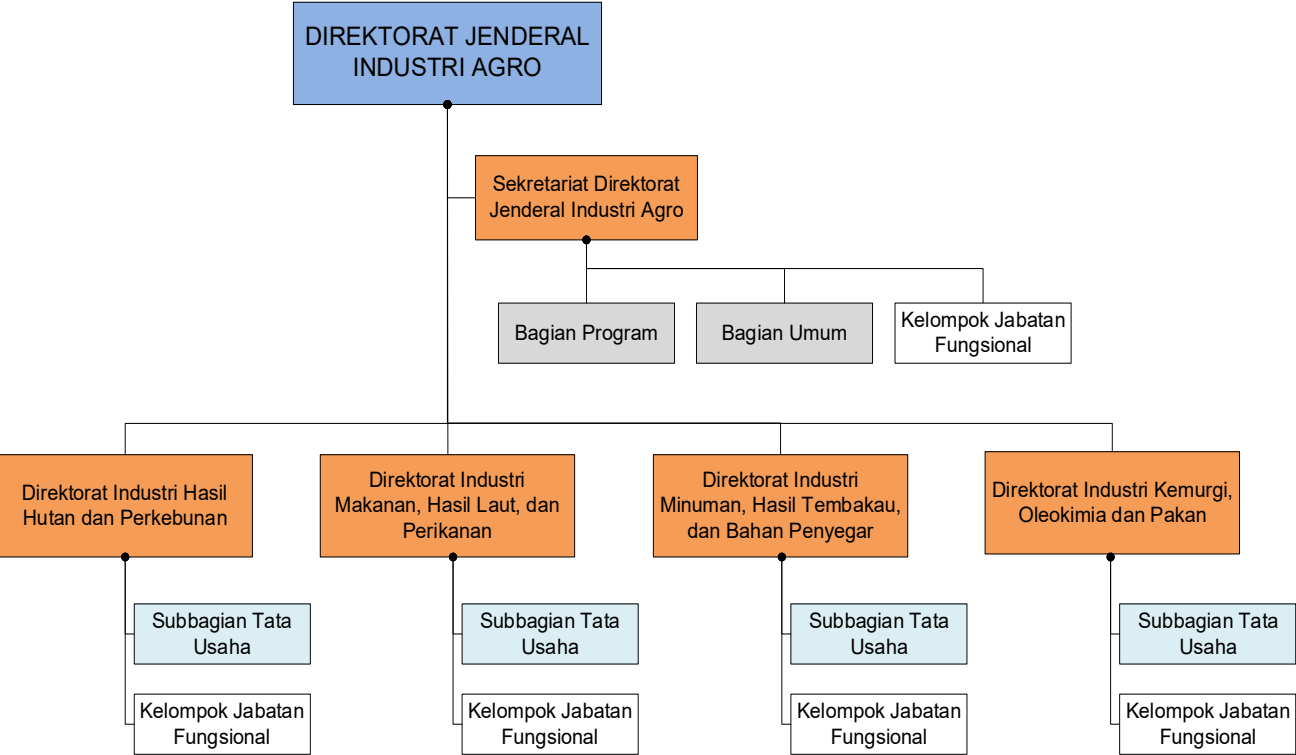 DIREKTORAT JENDERAL
INDUSTRI AGRO
Sekretariat Direktorat
Jenderal Industri Agro
Bagian Program
Bagian Umum
Kelompok Jabatan
Fungsional
Direktorat Industri Hasil
Hutan dan Perkebunan
Direktorat Industri
Makanan, Hasil Laut, dan
Perikanan
Direktorat Industri
Minuman, Hasil Tembakau,
dan Bahan Penyegar
Direktorat Industri Kemurgi,
Oleokimia dan Pakan
Subbagian Tata
Usaha
Subbagian Tata
Usaha
Subbagian Tata
Usaha
Subbagian Tata
Usaha
Kelompok Jabatan
Fungsional
Kelompok Jabatan
Fungsional
Kelompok Jabatan
Fungsional
Kelompok Jabatan
Fungsional